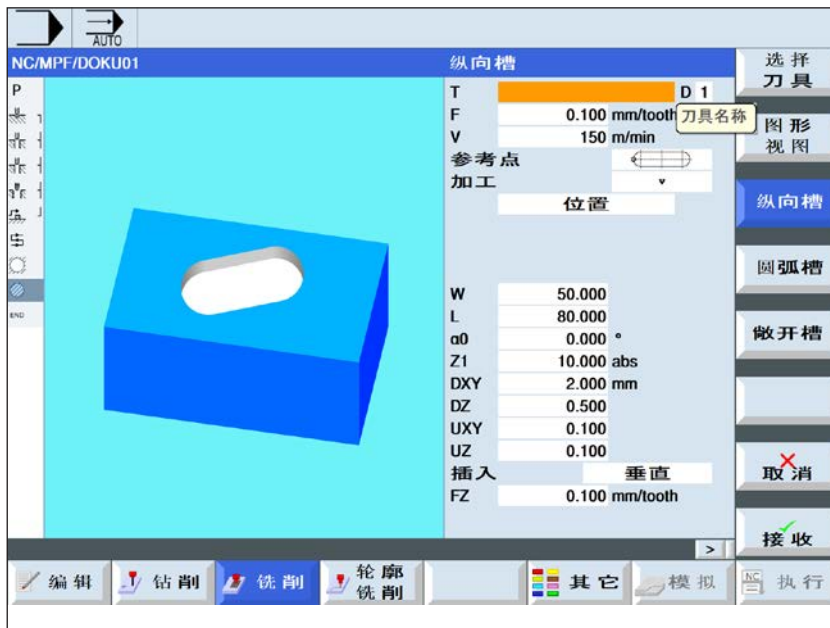 AUTO
NC/MPF/DOKU01
纵向槽
选择
刀具
P
T
D 1
F 0.100 mm/tooth
刀具名称
V 150 m/min
图形
视图
参考点
加工
位置
纵向槽
圆弧槽
W 50.000
L 80.000
α0 0.000 °
敞开槽
Z1 10.000 abs
DXY 2.000 mm
DZ 0.500
UXY 0.100
UZ 0.100
插入 垂直
取消
FZ 0.100 mm/tooth
END
接收
>
编辑
钻削
铣削
轮廓
铣削
其它
模拟
NC
执行